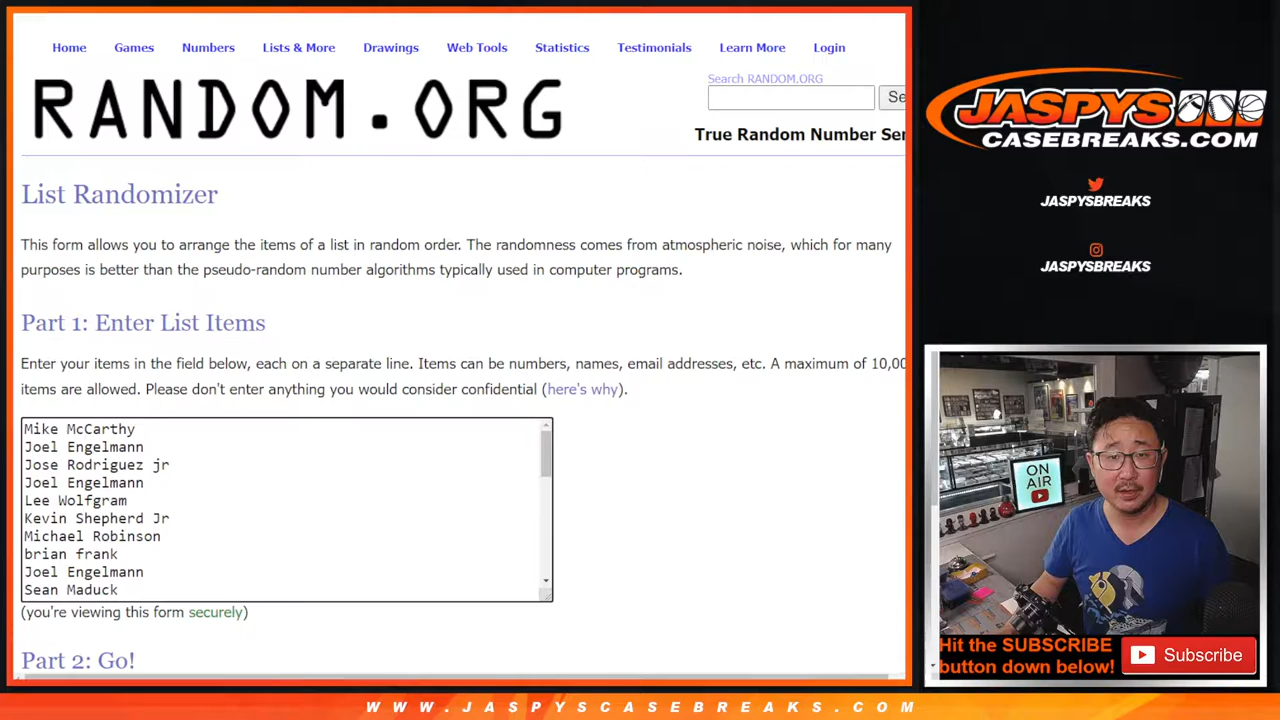 Home Games Numbers Lists & More Drawings Web Tools Statistics Testimonials Learn More Login
RANDOM.ORG
Search RANDOM.ORG
Se
True Random Number Ser
List Randomizer
This form allows you to arrange the items of a list in random order. The randomness comes from atmospheric noise, which for many
purposes is better than the pseudo-random number algorithms typically used in computer programs.
Part 1: Enter List Items
Enter your items in the field below, each on a separate line. Items can be numbers, names, email addresses, etc. A maximum of 10,00
items are allowed. Please don't enter anything you would consider confidential (here's why).
Mike McCarthy
Joel Engelmann
Jose Rodriguez jr
Joel Engelmann
Lee Wolfgram
Kevin Shepherd Jr
Michael Robinson
brian frank
Joel Engelmann
Sean Maduck
(you're viewing this form securely)
Part 2: Go!
JASPYS
CASEBREAKS.COM
JASPYSBREAKS
JASPYSBREAKS
ON
AIR
Hit the SUBSCRIBE
button down below!
Subscribe
WWW.JASPYSCASEBREAKS.COM